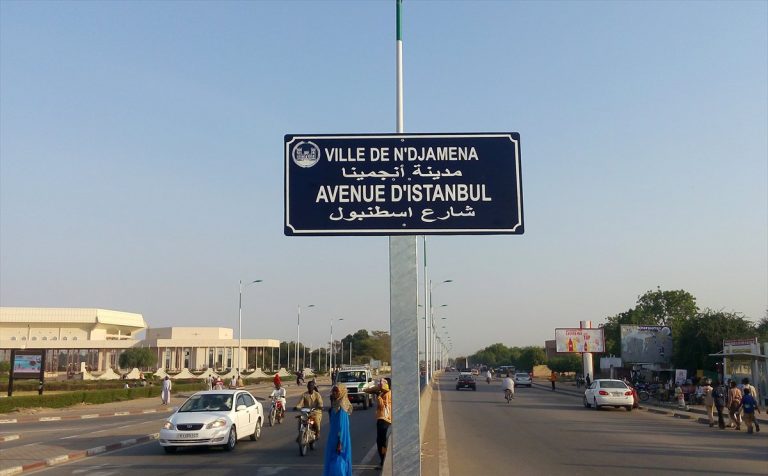 VILLE DE N'DJAMENA
مدينة أنجمينا
AVENUE D'ISTANBUL
شارع اسطنبول